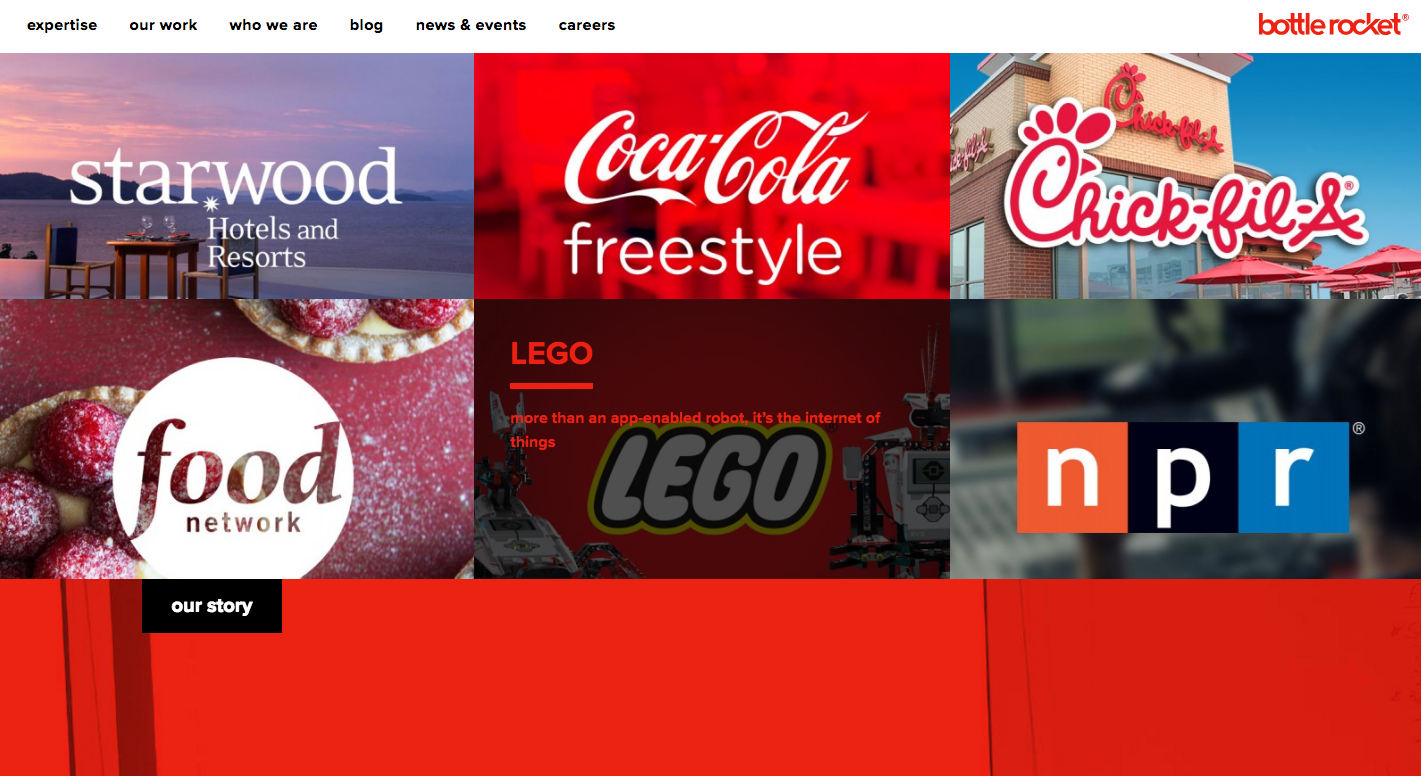 expertise
our work
who we are
blog
news & events
careers
bottle rocket®
starwood
Hotels and
Resorts
Coca-Cola
freestyle
Chick-fil-A
Chick-fil-A®
food
network
LEGO
more than an app-enabled robot, it's the internet of
things
LEGO
npr®
our story